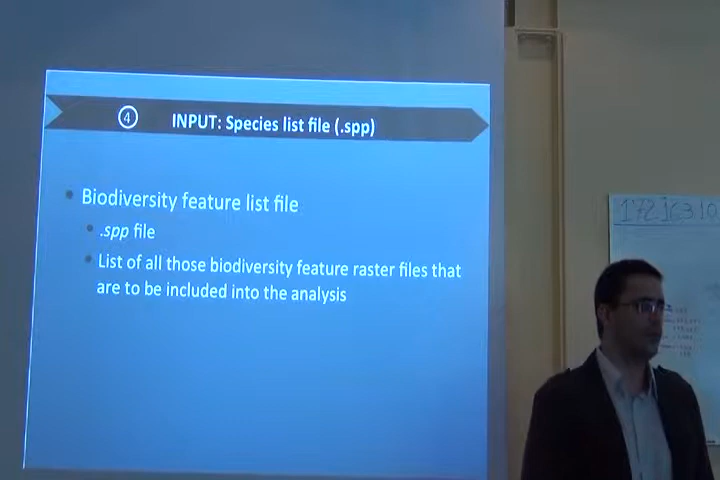 4 INPUT: Species list file (.spp)
Biodiversity feature list file
.spp file
List of all those biodiversity feature raster files that
are to be included into the analysis